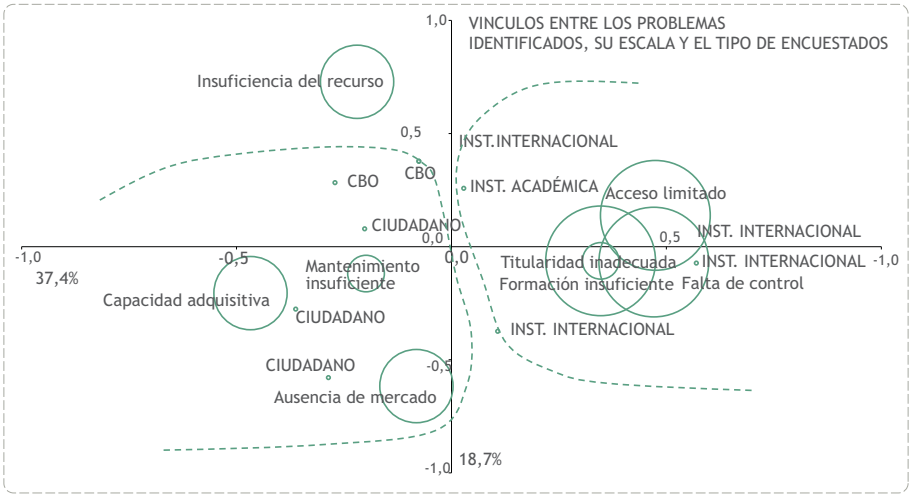 1,0
VINCULOS ENTRE LOS PROBLEMAS
IDENTIFICADOS, SU ESCALA Y EL TIPO DE ENCUESTADOS
Insuficiencia del recurso
0,5
INST.INTERNACIONAL
CBO
CBO
INST. ACADÉMICA
Acceso limitado
CIUDADANO
INST. INTERNACIONAL
0,0
0,5
-1,0
-0,5
0,0
-1,0
37,4%
Mantenimiento
insuficiente
Titularidad inadecuada
INST. INTERNACIONAL
Formación insuficiente
Falta de control
Capacidad adquisitiva
CIUDADANO
INST. INTERNACIONAL
CIUDADANO
-0,5
Ausencia de mercado
18,7%
-1,0